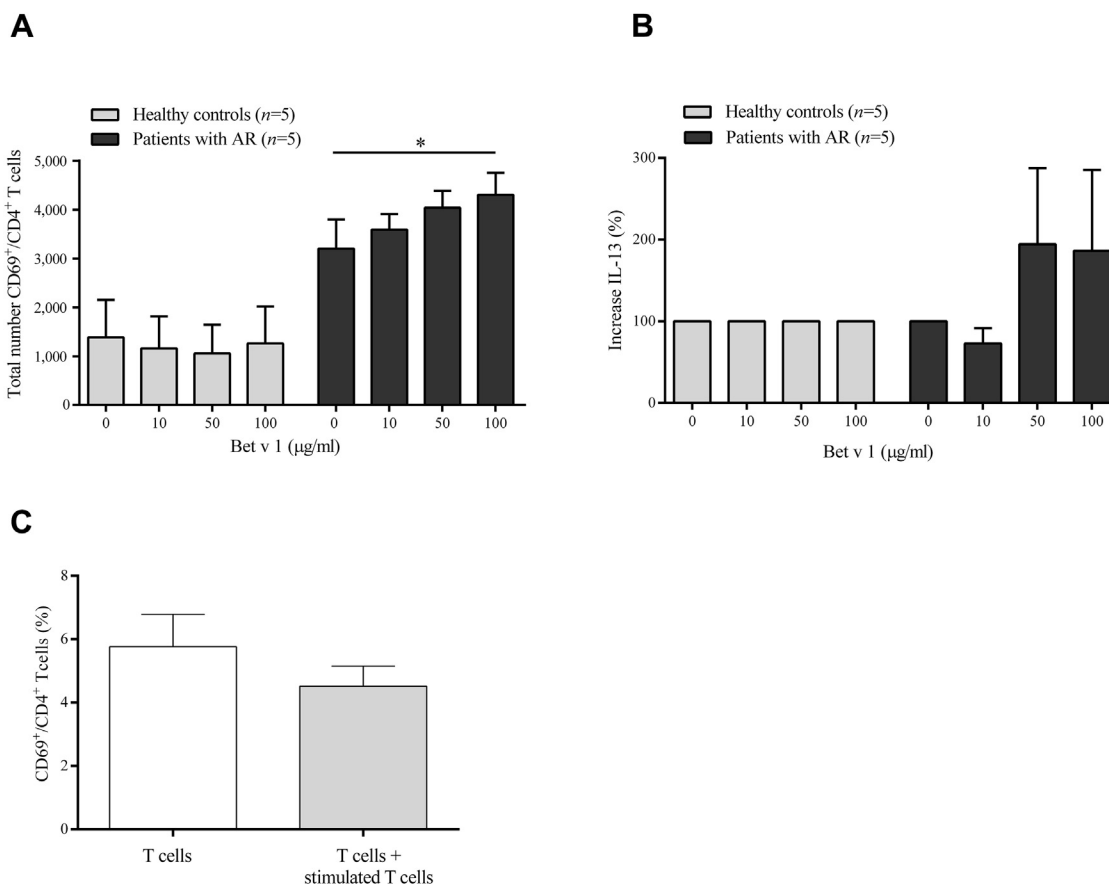 A
Healthy controls (n=5)
Patients with AR (n=5)
*
Total number CD69+/CD4+ T cells
5,000
4,000
3,000
2,000
1,000
0
0 10 50 100 0 10 50 100
Bet v 1 (μg/ml)
B
Healthy controls (n=5)
Patients with AR (n=5)
Increase IL-13 (%)
300
200
100
0
0 10 50 100 0 10 50 100
Bet v 1 (μg/ml)
C
CD69+/CD4+ Tcells (%)
8
6
4
2
0
T cells
T cells +
stimulated T cells